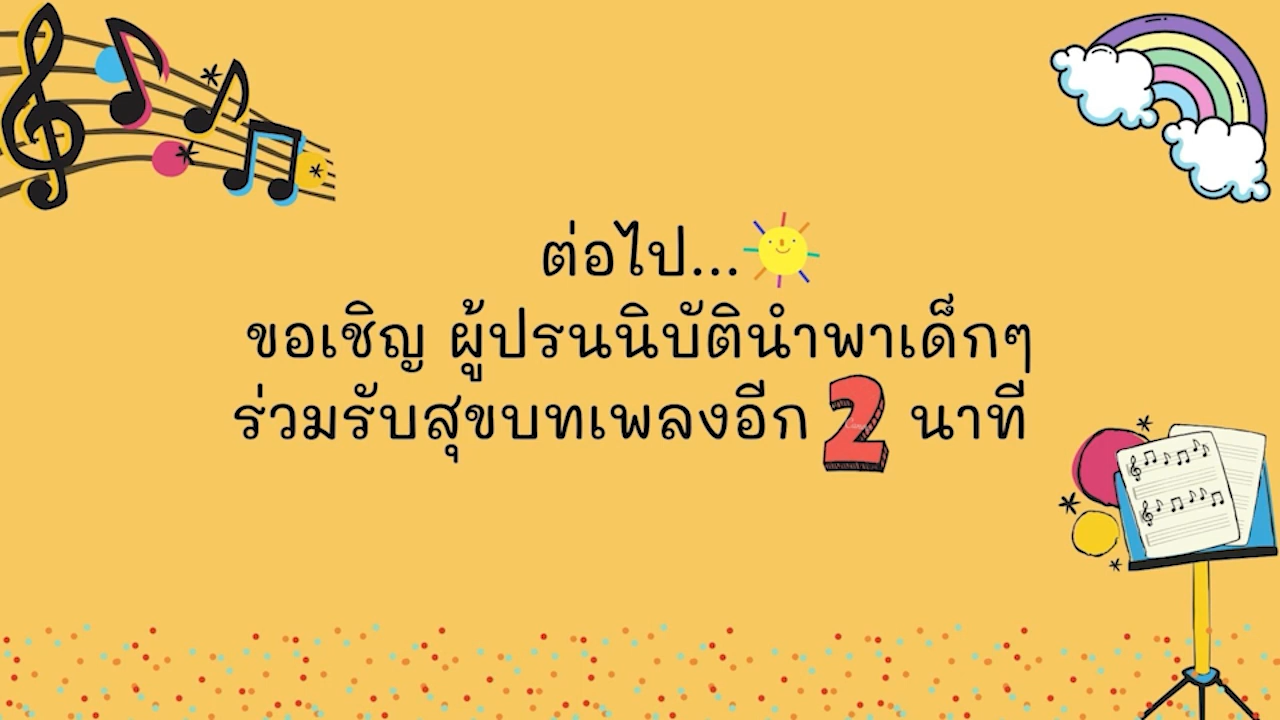 ต่อไป...
ขอเชิญ ผู้ปรนนิบัตินำพาเด็กๆ
ร่วมรับสุขบทเพลงอีก 2 นาที